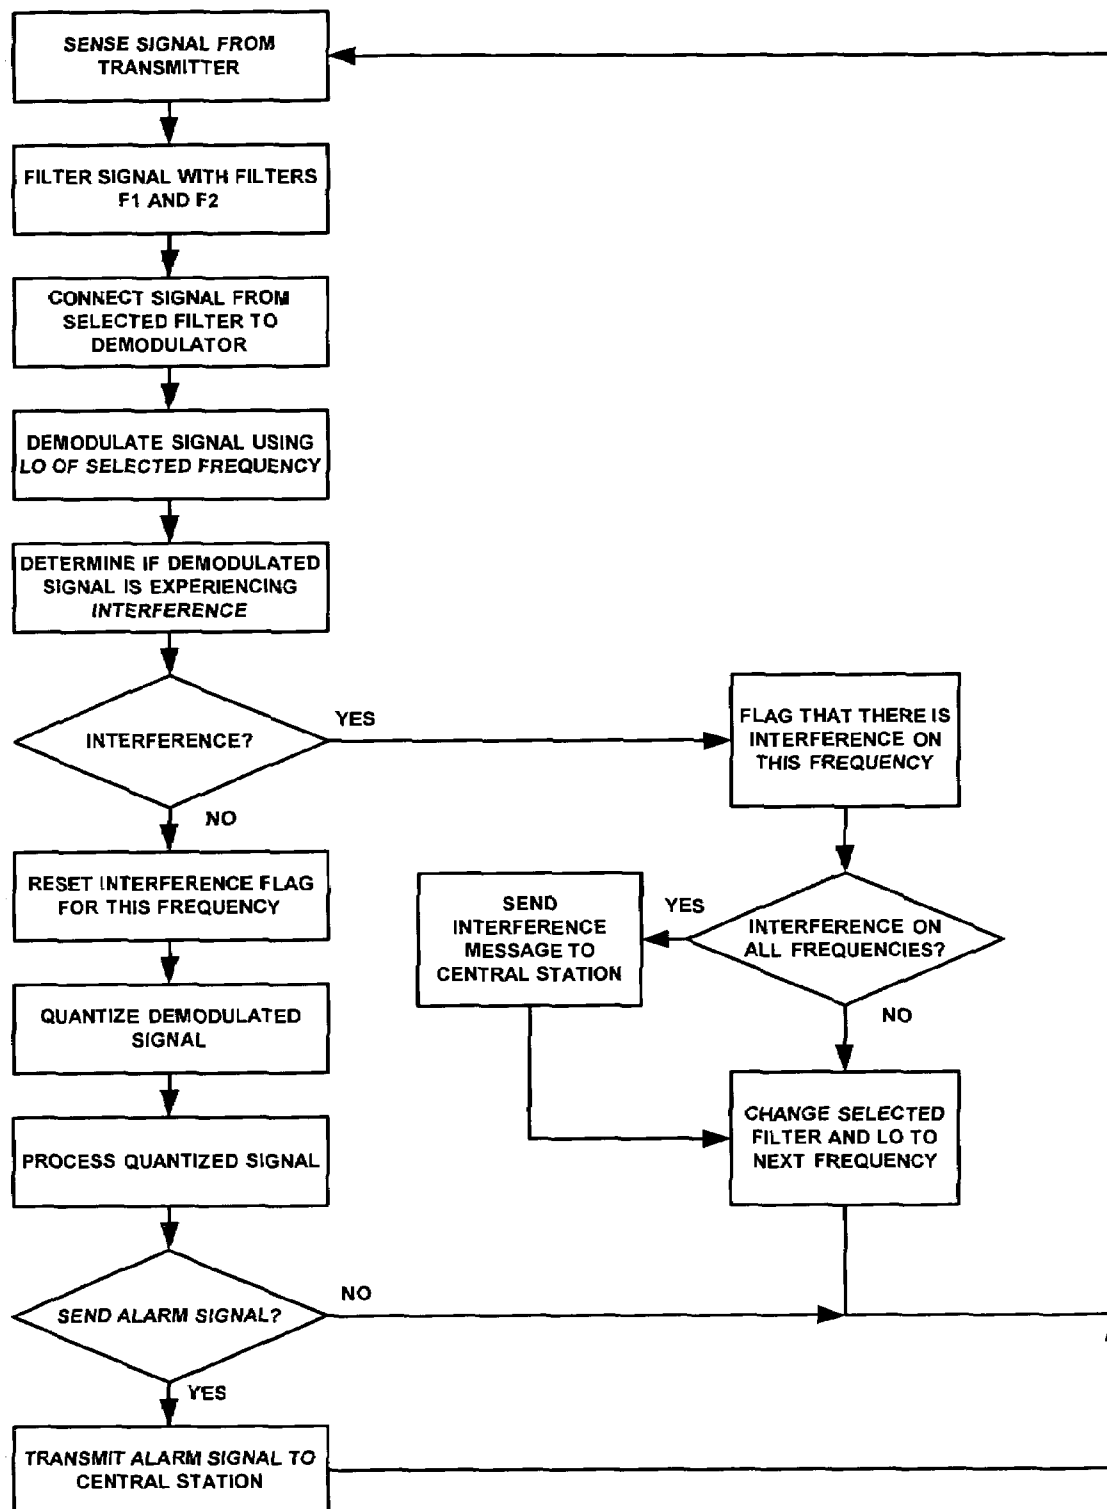 SENSE SIGNAL FROM
TRANSMITTER
FILTER SIGNAL WITH FILTERS
F1 AND F2
CONNECT SIGNAL FROM
SELECTED FILTER TO
DEMODULATOR
DEMODULATE SIGNAL USING
LO OF SELECTED FREQUENCY
DETERMINE IF DEMODULATED
SIGNAL IS EXPERIENCING
INTERFERENCE
INTERFERENCE?
YES
NO
FLAG THAT THERE IS
INTERFERENCE ON
THIS FREQUENCY
RESET INTERFERENCE FLAG
FOR THIS FREQUENCY
SEND
INTERFERENCE
MESSAGE TO
CENTRAL STATION
YES
INTERFERENCE ON
ALL FREQUENCIES?
NO
QUANTIZE DEMODULATED
SIGNAL
CHANGE SELECTED
FILTER AND LO TO
NEXT FREQUENCY
PROCESS QUANTIZED SIGNAL
SEND ALARM SIGNAL?
NO
YES
TRANSMIT ALARM SIGNAL TO
CENTRAL STATION